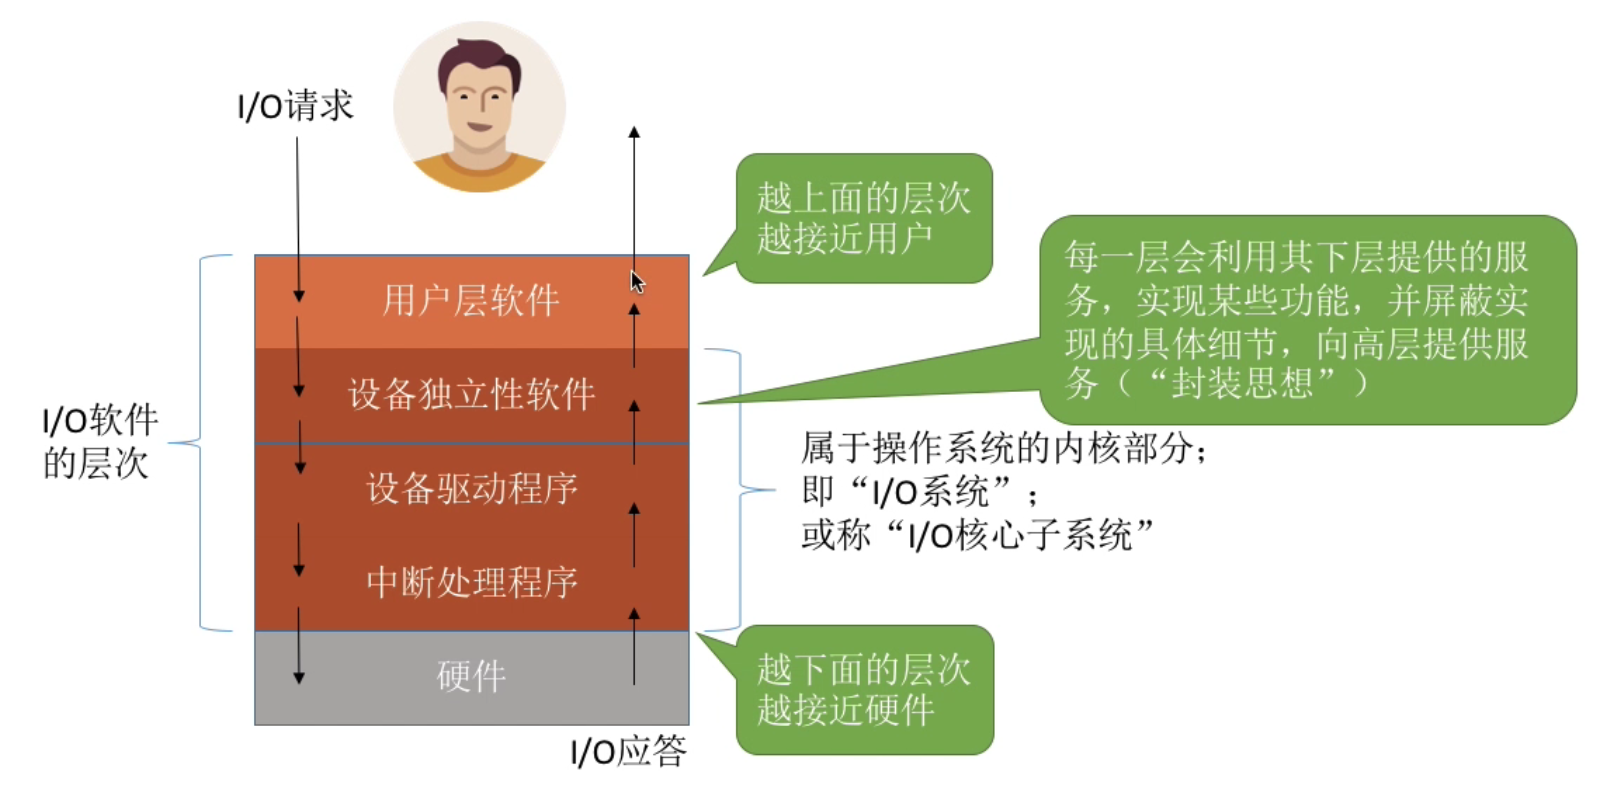 I/O请求
越上面的层次
越接近用户
每一层会利用其下层提供的服
务，实现某些功能，并屏蔽实
现的具体细节，向高层提供服
务（“封装思想”）
用户层软件
设备独立性软件
I/O软件
的层次
属于操作系统的内核部分；
即“I/O系统”；
或称“I/O核心子系统”
设备驱动程序
中断处理程序
硬件
越下面的层次
越接近硬件
I/O应答